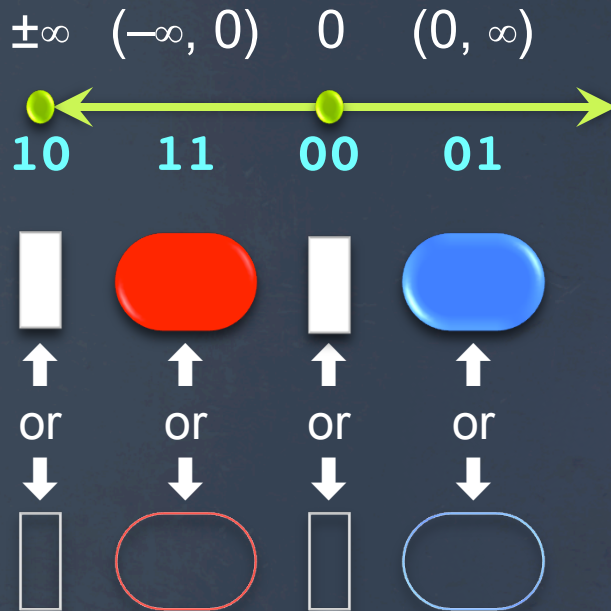 ±∞ (–∞, 0) 0 (0, ∞)
10 11 00 01
or or or or